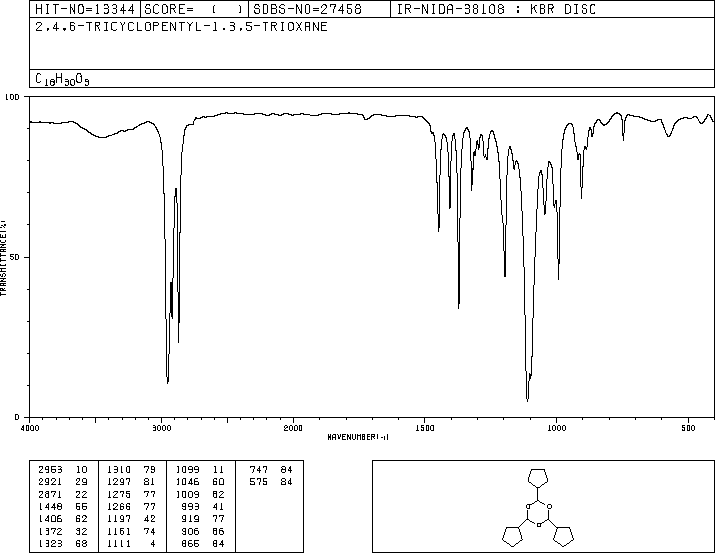 HIT-NO=13344 SCORE= ( ) SDBS-NO=27458 IR-NIDA-38108 : KBR DISC
2,4,6-TRICYCLOPENTYL-1,3,5-TRIOXANE
C18H30O3
100
50
0
TRANSMITTANCE(%)
4000 3000 2000 1500 1000 500
WAVENUMBER(-1)
2953 10 1310 79 1099 11 747 84
2921 29 1297 81 1046 60 575 84
2871 22 1275 77 1009 62
1448 55 1266 77 993 41
1406 62 1197 42 919 77
1372 32 1161 74 906 66
1323 68 1111 4 866 84
O O
O